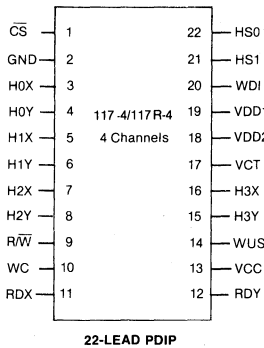 C̅S̅ 1 22 HS0
GND 2 21 HS1
H0X 3 20 WDI
H0Y 4 117-4/117R-4 19 VDD1
H1X 5 4 Channels 18 VDD2
H1Y 6 17 VCT
H2X 7 16 H3X
H2Y 8 15 H3Y
R/W̅ 9 14 WUS
WC 10 13 VCC
RDX 11 12 RDY
22-LEAD PDIP